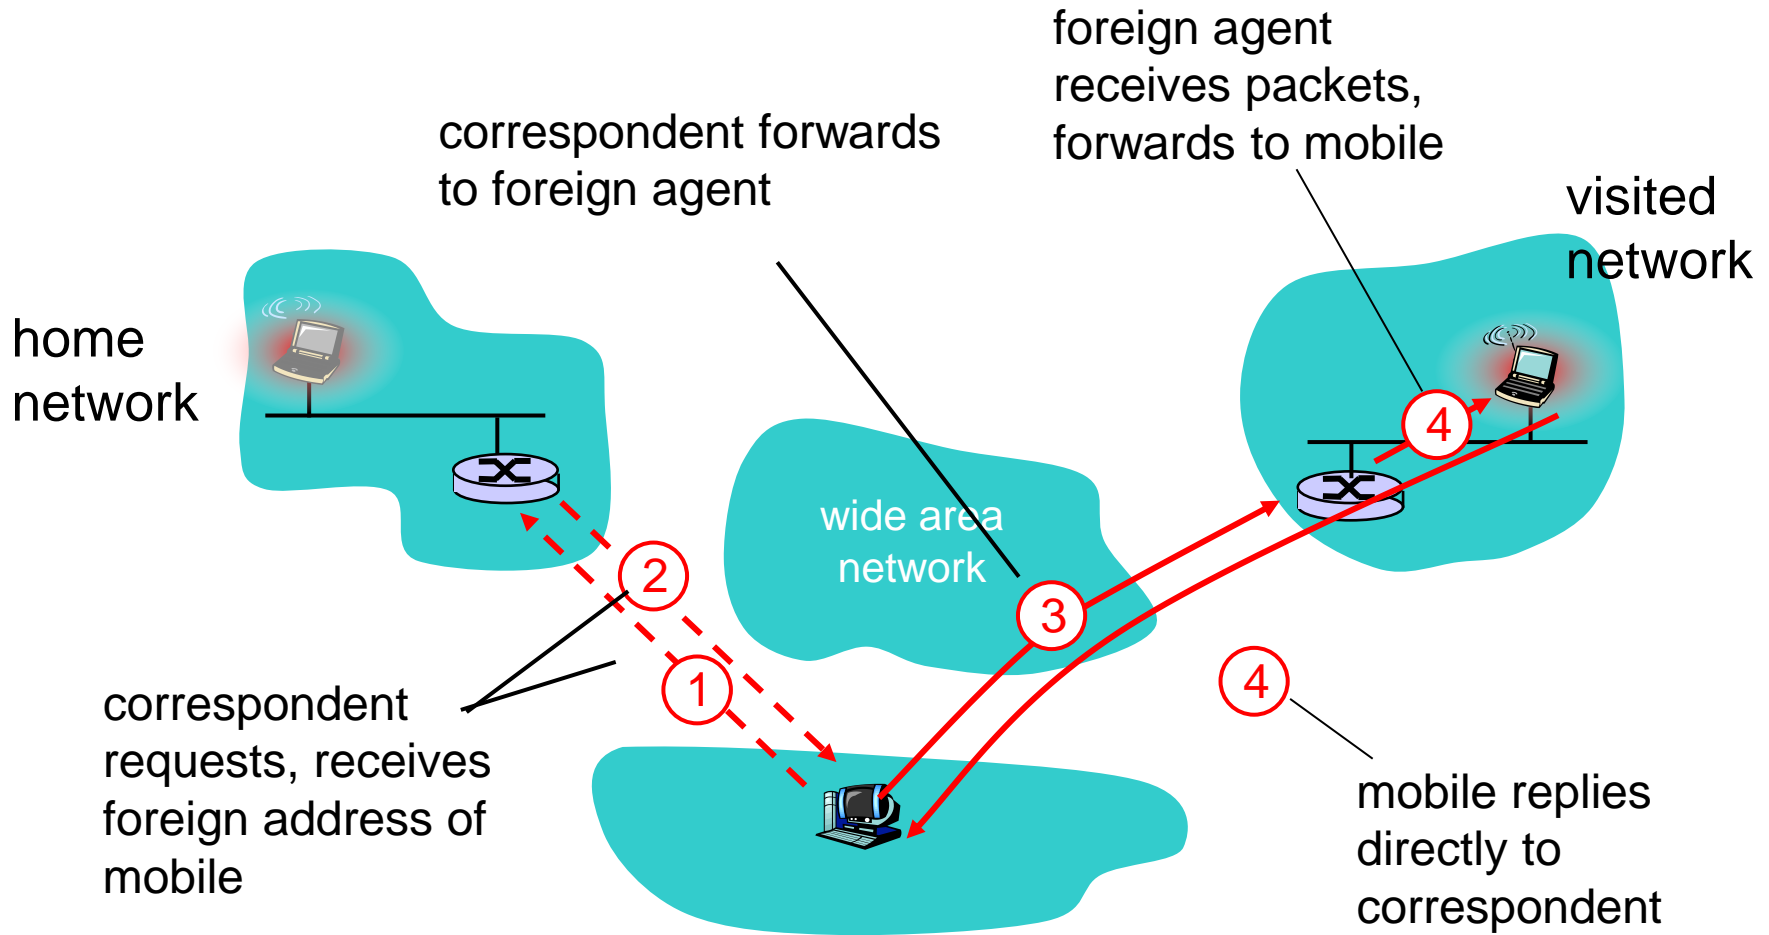 foreign agent
receives packets,
forwards to mobile
correspondent forwards
to foreign agent
visited
network
home
network
4
wide area
network
2
3
1
4
correspondent
requests, receives
foreign address of
mobile
mobile replies
directly to
correspondent